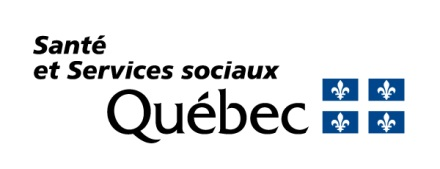 Santé
et Services sociaux
Québec